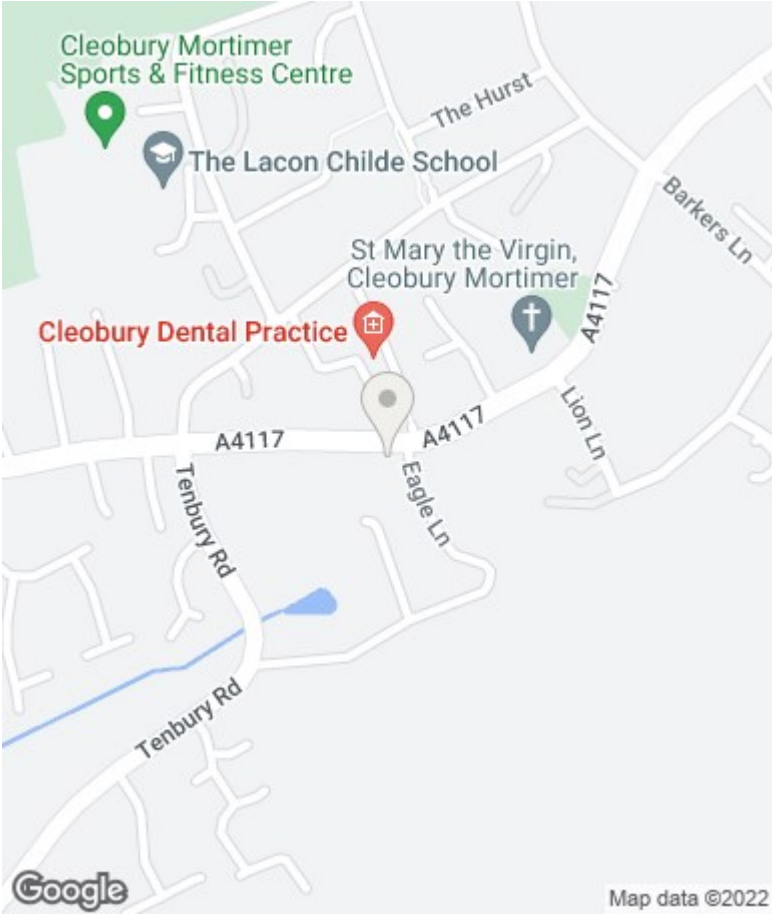 Cleobury Mortimer
Sports & Fitness Centre
The Hurst
The Lacon Childe School
Barkers Ln
St Mary the Virgin,
Cleobury Mortimer
A4117
Cleobury Dental Practice
Lion Ln
A4117
A4117
Eagle Ln
Tenbury Rd
Tenbury Rd
Google
Map data ©2022